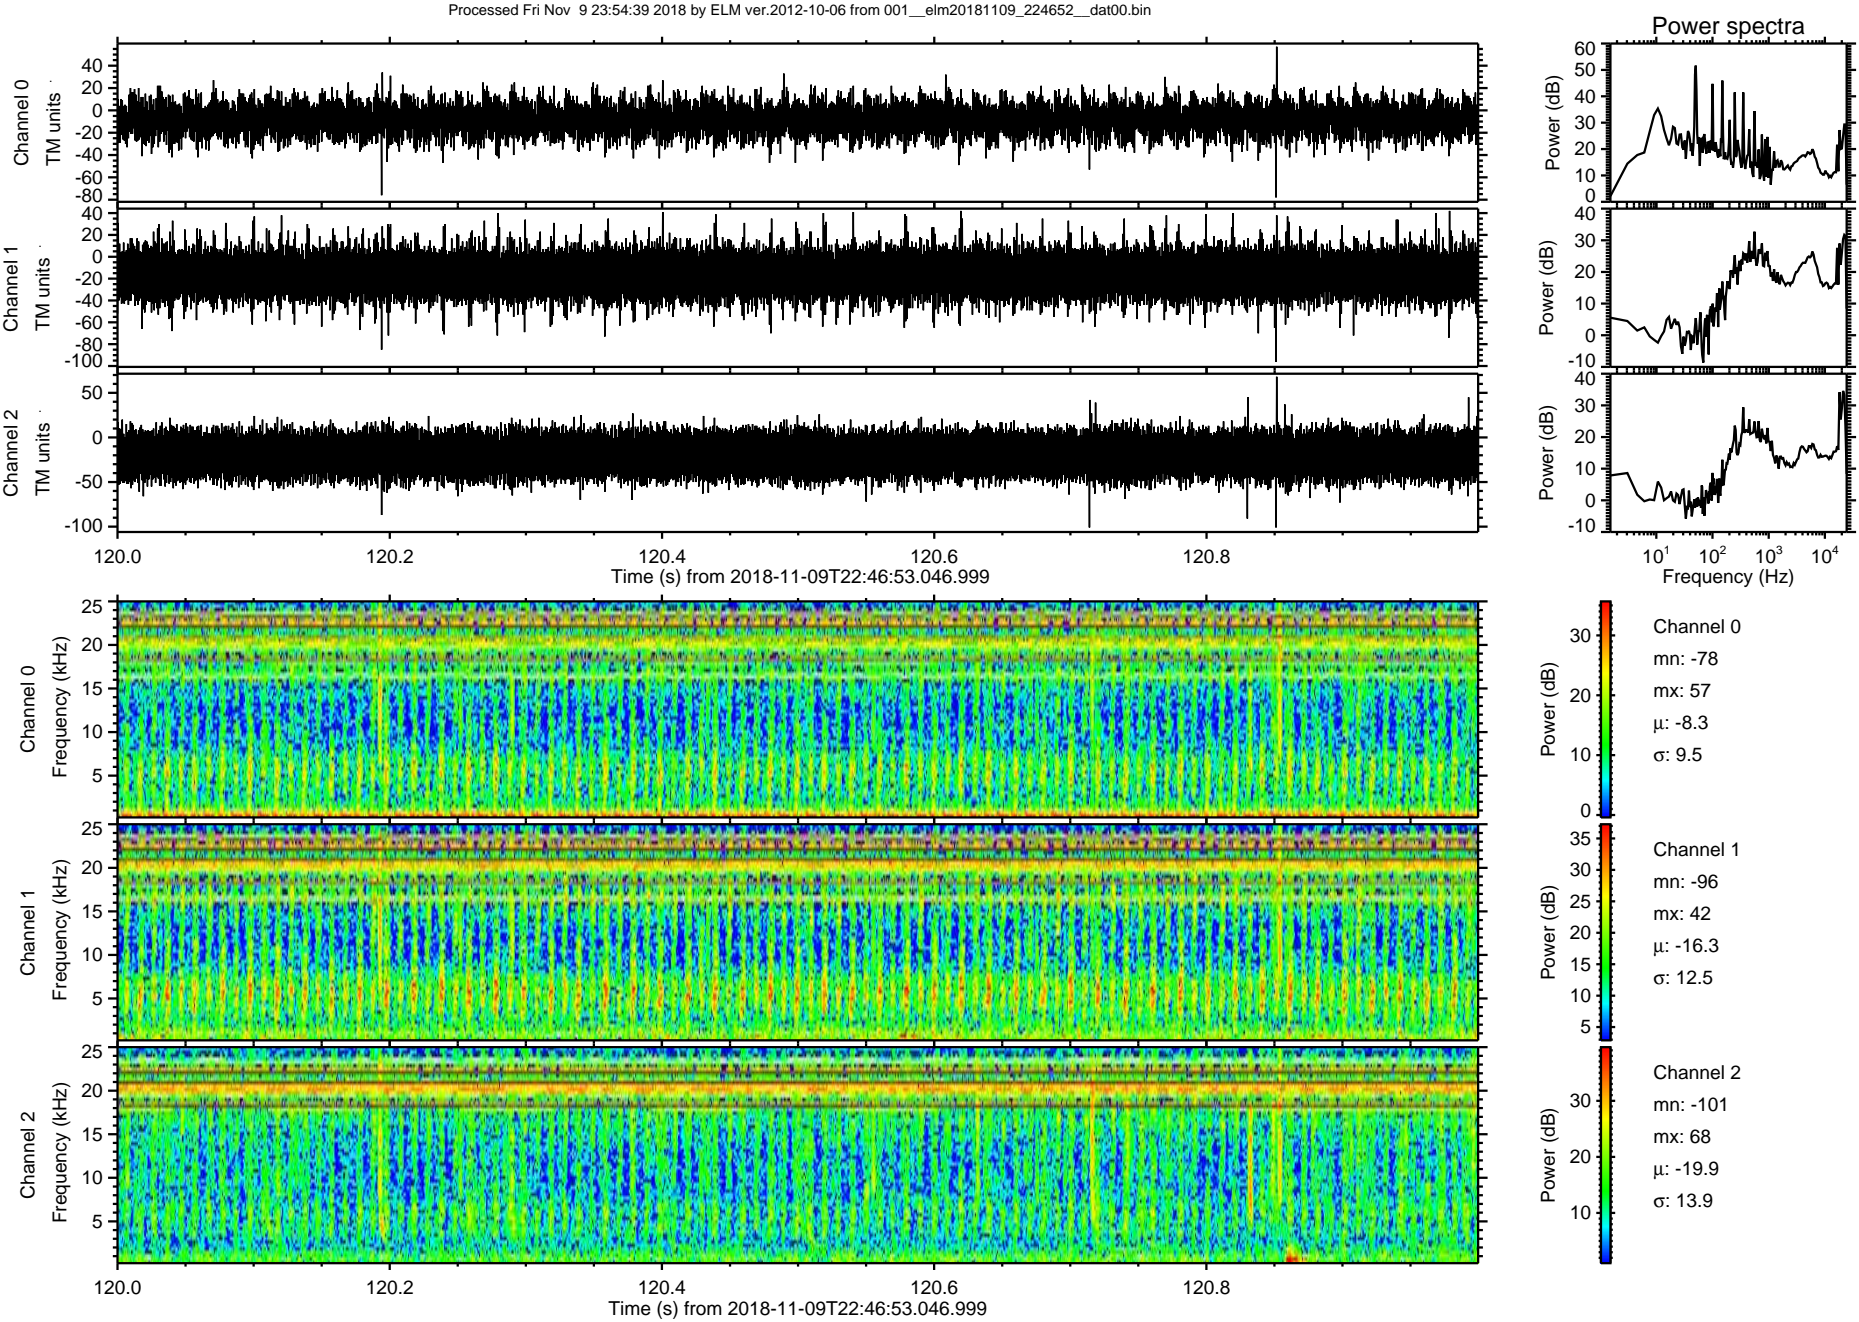 Processed Fri Nov  9 23:54:39 2018 by ELM ver.2012-10-06 from 001__elm20181109_224652__dat00.bin
Power spectra
Channel 0
TM units
40
20
0
-20
-40
-60
-80
Power (dB)
60
50
40
30
20
10
0
Channel 1
TM units
40
20
0
-20
-40
-60
-80
-100
Power (dB)
40
30
20
10
0
-10
Channel 2
TM units
50
0
-50
-100
Power (dB)
40
30
20
10
0
-10
120.0 120.2 120.4 120.6 120.8
Time (s) from 2018-11-09T22:46:53.046.999
10^1 10^2 10^3 10^4
Frequency (Hz)
Channel 0
Frequency (kHz)
25
20
15
10
5
Power (dB)
30
20
10
0
Channel 0
mn: -78
mx: 57
μ: -8.3
σ: 9.5
Channel 1
Frequency (kHz)
25
20
15
10
5
Power (dB)
35
30
25
20
15
10
5
Channel 1
mn: -96
mx: 42
μ: -16.3
σ: 12.5
Channel 2
Frequency (kHz)
25
20
15
10
5
Power (dB)
30
20
10
Channel 2
mn: -101
mx: 68
μ: -19.9
σ: 13.9
120.0 120.2 120.4 120.6 120.8
Time (s) from 2018-11-09T22:46:53.046.999